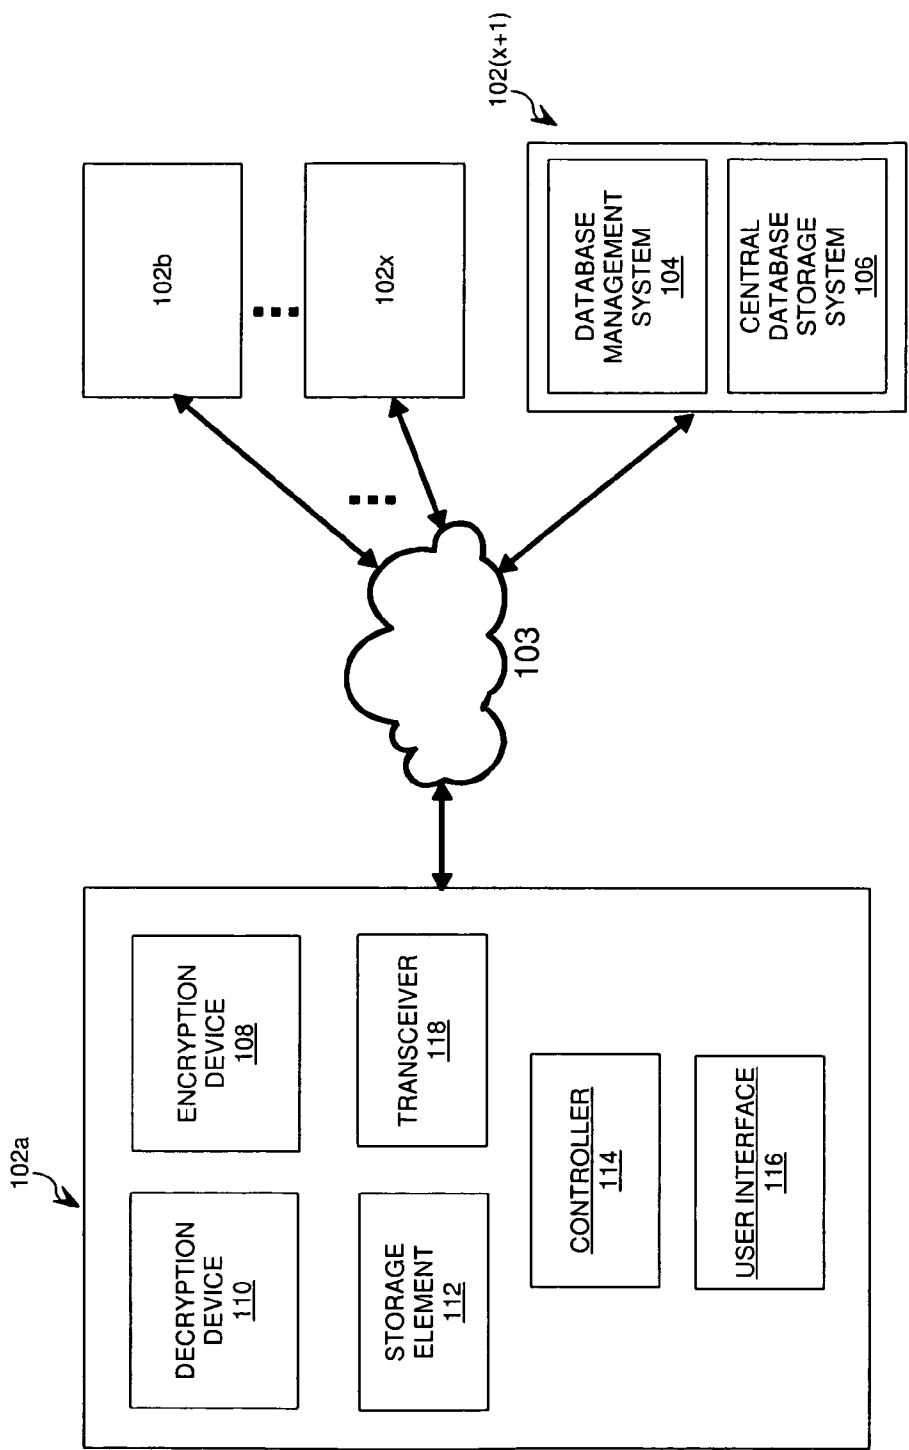 102a
DECRYPTION
DEVICE
110
ENCRYPTION
DEVICE
108
STORAGE
ELEMENT
112
TRANSCEIVER
118
CONTROLLER
114
USER INTERFACE
116
103
102b
102x
102(x+1)
DATABASE
MANAGEMENT
SYSTEM
104
CENTRAL
DATABASE
STORAGE
SYSTEM
106